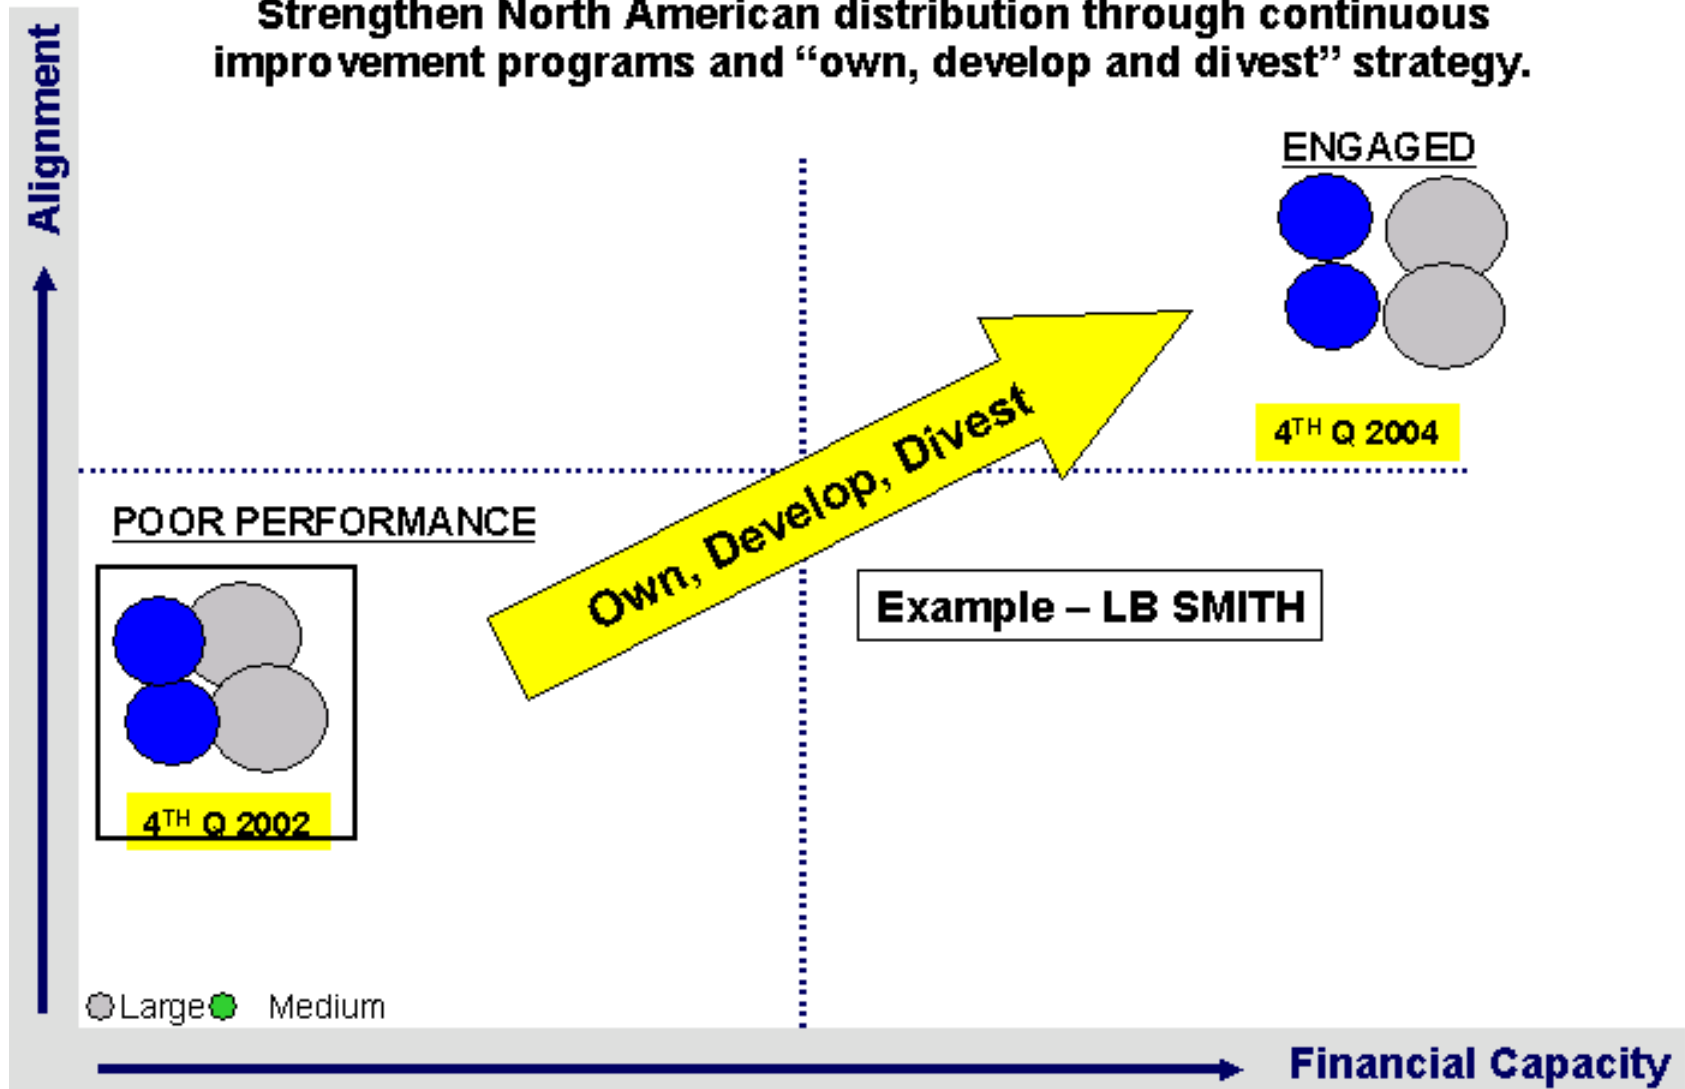 Strengthen North American distribution through continuous
improvement programs and “own, develop and divest” strategy.
Alignment
ENGAGED
4TH Q 2004
Own, Develop, Divest
POOR PERFORMANCE
Example – LB SMITH
4TH Q 2002
Large Medium
Financial Capacity